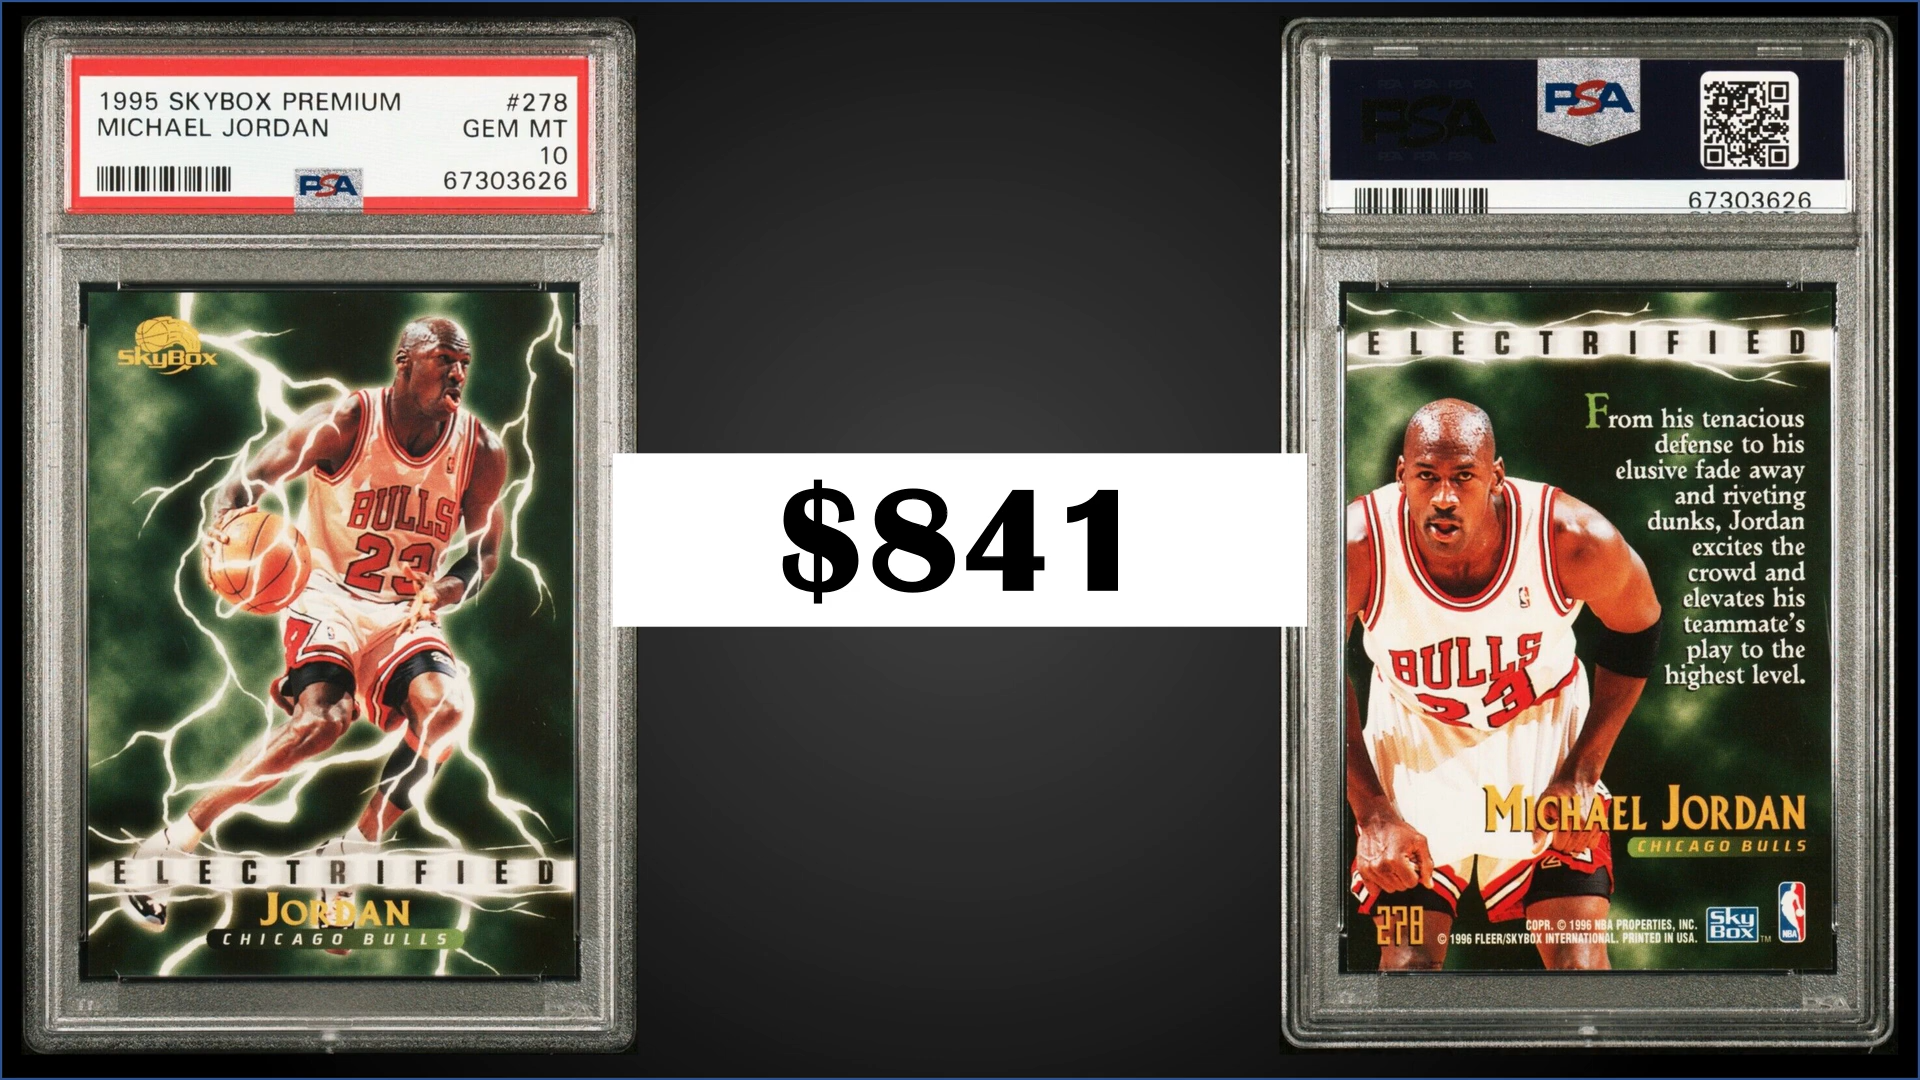 1995 SKYBOX PREMIUM #278
MICHAEL JORDAN GEM MT
10
PSA 67303626
SkyBox
BULLS
23
ELECTRIFIED
JORDAN
CHICAGO BULLS
$841
PSA
PSA
67303626
ELECTRIFIED
From his tenacious
defense to his
elusive fade away
and riveting
dunks, Jordan
excites the
crowd and
elevates his
teammate's
play to the
highest level.
BULLS
23
MICHAEL JORDAN
CHICAGO BULLS
278
COPR. © 1996 NBA PROPERTIES, INC.
© 1996 FLEER/SKYBOX INTERNATIONAL. PRINTED IN USA.
Sky
Box TM
NBA